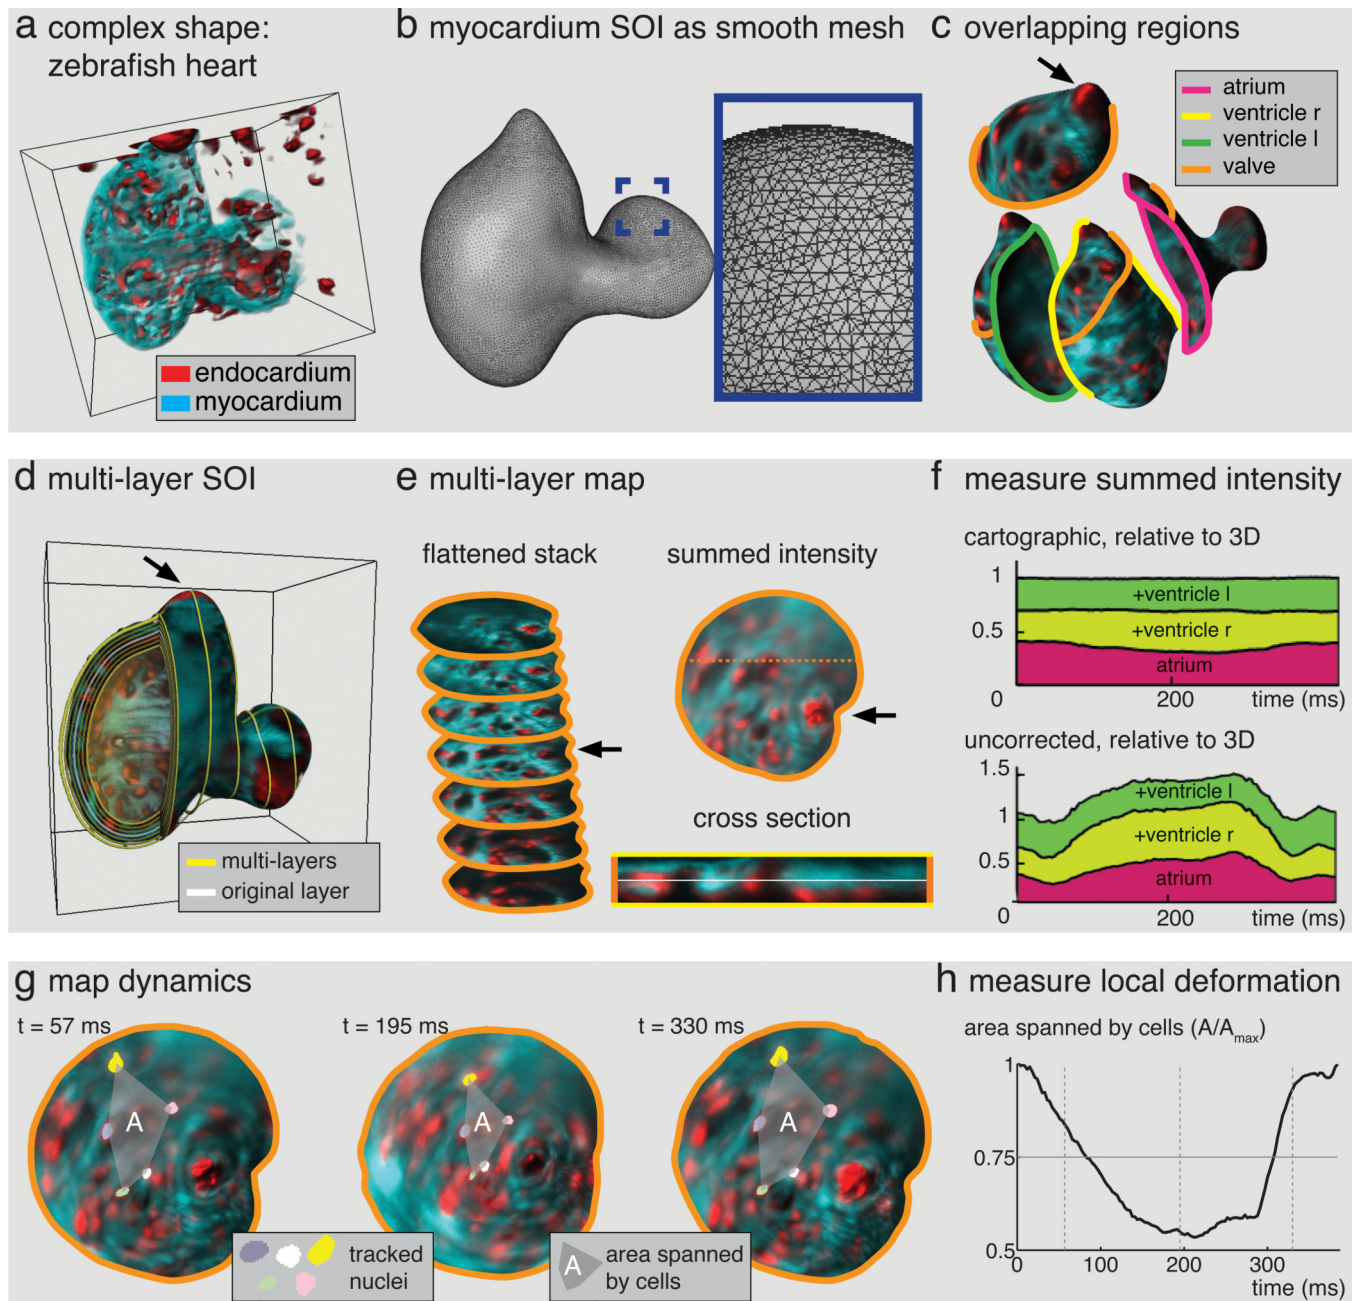 a complex shape:
zebrafish heart
endocardium
myocardium
b myocardium SOI as smooth mesh
c overlapping regions
atrium
ventricle r
ventricle l
valve
d multi-layer SOI
multi-layers
original layer
e multi-layer map
flattened stack
summed intensity
cross section
f measure summed intensity
cartographic, relative to 3D
1
+ventricle l
0.5
+ventricle r
atrium
0
200
time (ms)
uncorrected, relative to 3D
1.5
+ventricle l
1
+ventricle r
0.5
atrium
0
200
time (ms)
g map dynamics
t = 57 ms
t = 195 ms
t = 330 ms
A
A
A
tracked
nuclei
A
area spanned
by cells
h measure local deformation
area spanned by cells (A/Amax)
1
0.75
0.5
0
100
200
300
time (ms)